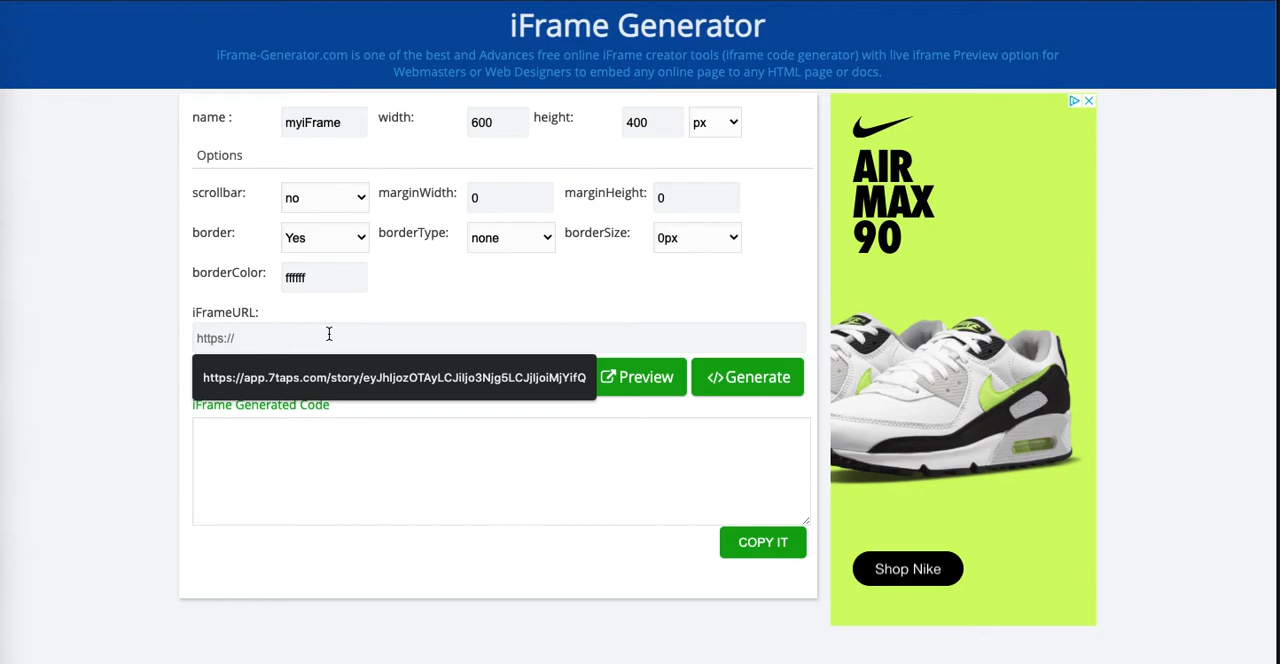 iFrame Generator
iFrame-Generator.com is one of the best and Advances free online iFrame creator tools (iframe code generator) with live iframe Preview option for
Webmasters or Web Designers to embed any online page to any HTML page or docs.
name : myiFrame width: 600 height: 400 px
Options
scrollbar: no marginWidth: 0 marginHeight: 0
border: Yes borderType: none borderSize: 0px
borderColor: ffffff
iFrameURL:
https://
https://app.7taps.com/story/eyJhIjozOTAyLCJiIjo3Njg5LCJjIjoiMjYifQ
Preview
</>Generate
iFrame Generated Code
COPY IT
AIR
MAX
90
Shop Nike